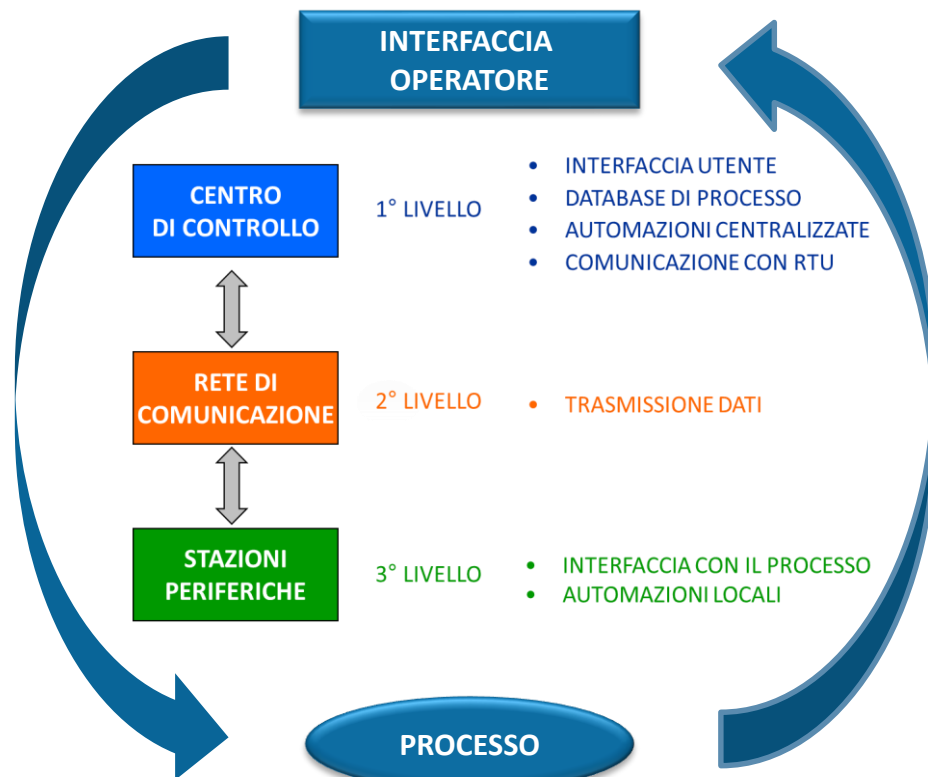 INTERFACCIA
OPERATORE
CENTRO
DI CONTROLLO
1° LIVELLO
• INTERFACCIA UTENTE
• DATABASE DI PROCESSO
• AUTOMAZIONI CENTRALIZZATE
• COMUNICAZIONE CON RTU
RETE DI
COMUNICAZIONE
2° LIVELLO
• TRASMISSIONE DATI
STAZIONI
PERIFERICHE
3° LIVELLO
• INTERFACCIA CON IL PROCESSO
• AUTOMAZIONI LOCALI
PROCESSO